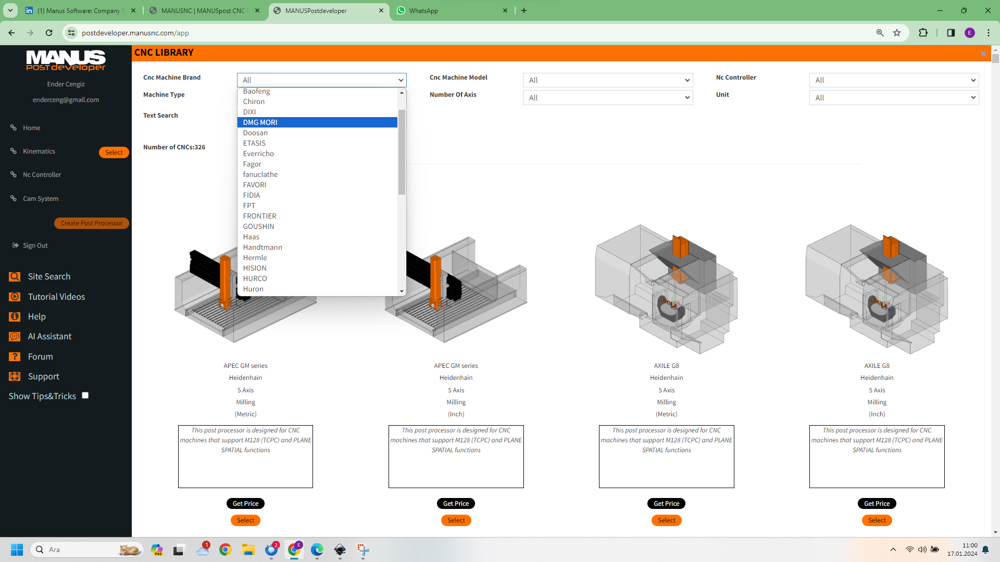 (1) Manus Software: Company P
MANUSNC | MANUSpost CNC P
MANUSPostdeveloper
WhatsApp
postdeveloper.manusnc.com/app
E
MANUS
POSTdeveloper
Ender Cengiz
enderceng@gmail.com
Home
Kinematics
Select
Nc Controller
Cam System
Create Post Processor
Sign Out
Site Search
Tutorial Videos
Help
AI Assistant
Forum
Support
Show Tips&Tricks
CNC LIBRARY
Cnc Machine Brand
All
Cnc Machine Model
All
Nc Controller
All
Machine Type
Number Of Axis
All
Unit
All
Text Search
Number of CNCs:326
Baofeng
Chiron
DIXI
DMG MORI
Doosan
ETASIS
Everricho
Fagor
fanuclathe
FAVORI
FIDIA
FPT
FRONTIER
GOUSHIN
Haas
Handtmann
Hermle
HISION
HURCO
Huron
AXILE
AXILE
APEC GM series
Heidenhain
5 Axis
Milling
(Metric)
This post processor is designed for CNC
machines that support M128 (TCPC) and PLANE
SPATIAL functions
Get Price
Select
APEC GM series
Heidenhain
5 Axis
Milling
(Inch)
This post processor is designed for CNC
machines that support M128 (TCPC) and PLANE
SPATIAL functions
Get Price
Select
AXILE G8
Heidenhain
5 Axis
Milling
(Metric)
This post processor is designed for CNC
machines that support M128 (TCPC) and PLANE
SPATIAL functions
Get Price
Select
AXILE G8
Heidenhain
5 Axis
Milling
(Inch)
This post processor is designed for CNC
machines that support M128 (TCPC) and PLANE
SPATIAL functions
Get Price
Select
Ara
PRE
1
2
E
11:00
17.01.2024